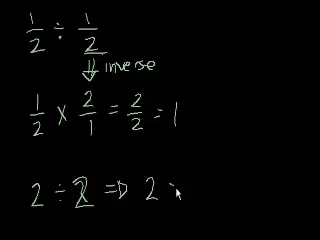 1/2 ÷ 1/2
⇓ inverse
1/2 × 2/1 = 2/2 = 1
2 ÷ 2 ⇒ 2